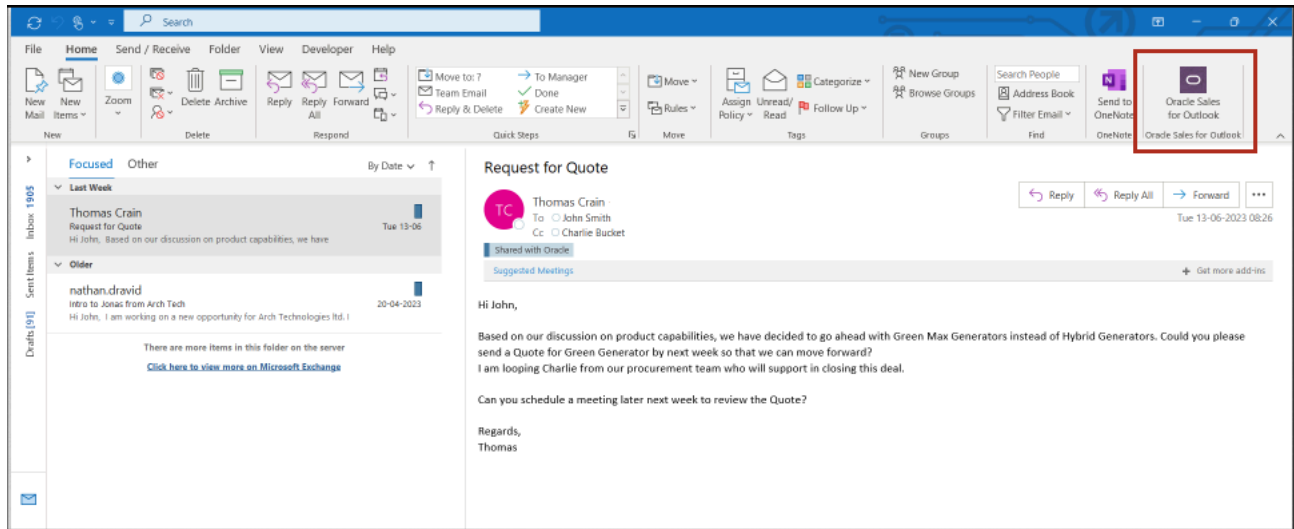 Search
File Home Send / Receive Folder View Developer Help
New Mail
New Items
Zoom
Delete Archive
Delete
Reply Reply All Forward
Respond
Move to: ? To Manager
Team Email Done
Reply & Delete Create New
Quick Steps
Move
Rules
Move
Assign Policy
Unread/ Read
Categorize
Follow Up
Tags
New Group
Browse Groups
Groups
Search People
Address Book
Filter Email
Find
Send to OneNote
OneNote
Oracle Sales for Outlook
Oracle Sales for Outlook
New
Inbox 1905
Sent Items
Drafts [91]
Focused Other By Date
Last Week
Thomas Crain
Request for Quote Tue 13-06
Hi John, Based on our discussion on product capabilities, we have
Older
nathan.dravid
Intro to Jonas from Arch Tech 20-04-2023
Hi John, I am working on a new opportunity for Arch Technologies ltd. I
There are more items in this folder on the server
Click here to view more on Microsoft Exchange
Request for Quote
TC
Thomas Crain
To John Smith
Cc Charlie Bucket
Reply Reply All Forward
Tue 13-06-2023 08:26
Shared with Oracle
Suggested Meetings + Get more add-ins
Hi John,
Based on our discussion on product capabilities, we have decided to go ahead with Green Max Generators instead of Hybrid Generators. Could you please
send a Quote for Green Generator by next week so that we can move forward?
I am looping Charlie from our procurement team who will support in closing this deal.
Can you schedule a meeting later next week to review the Quote?
Regards,
Thomas